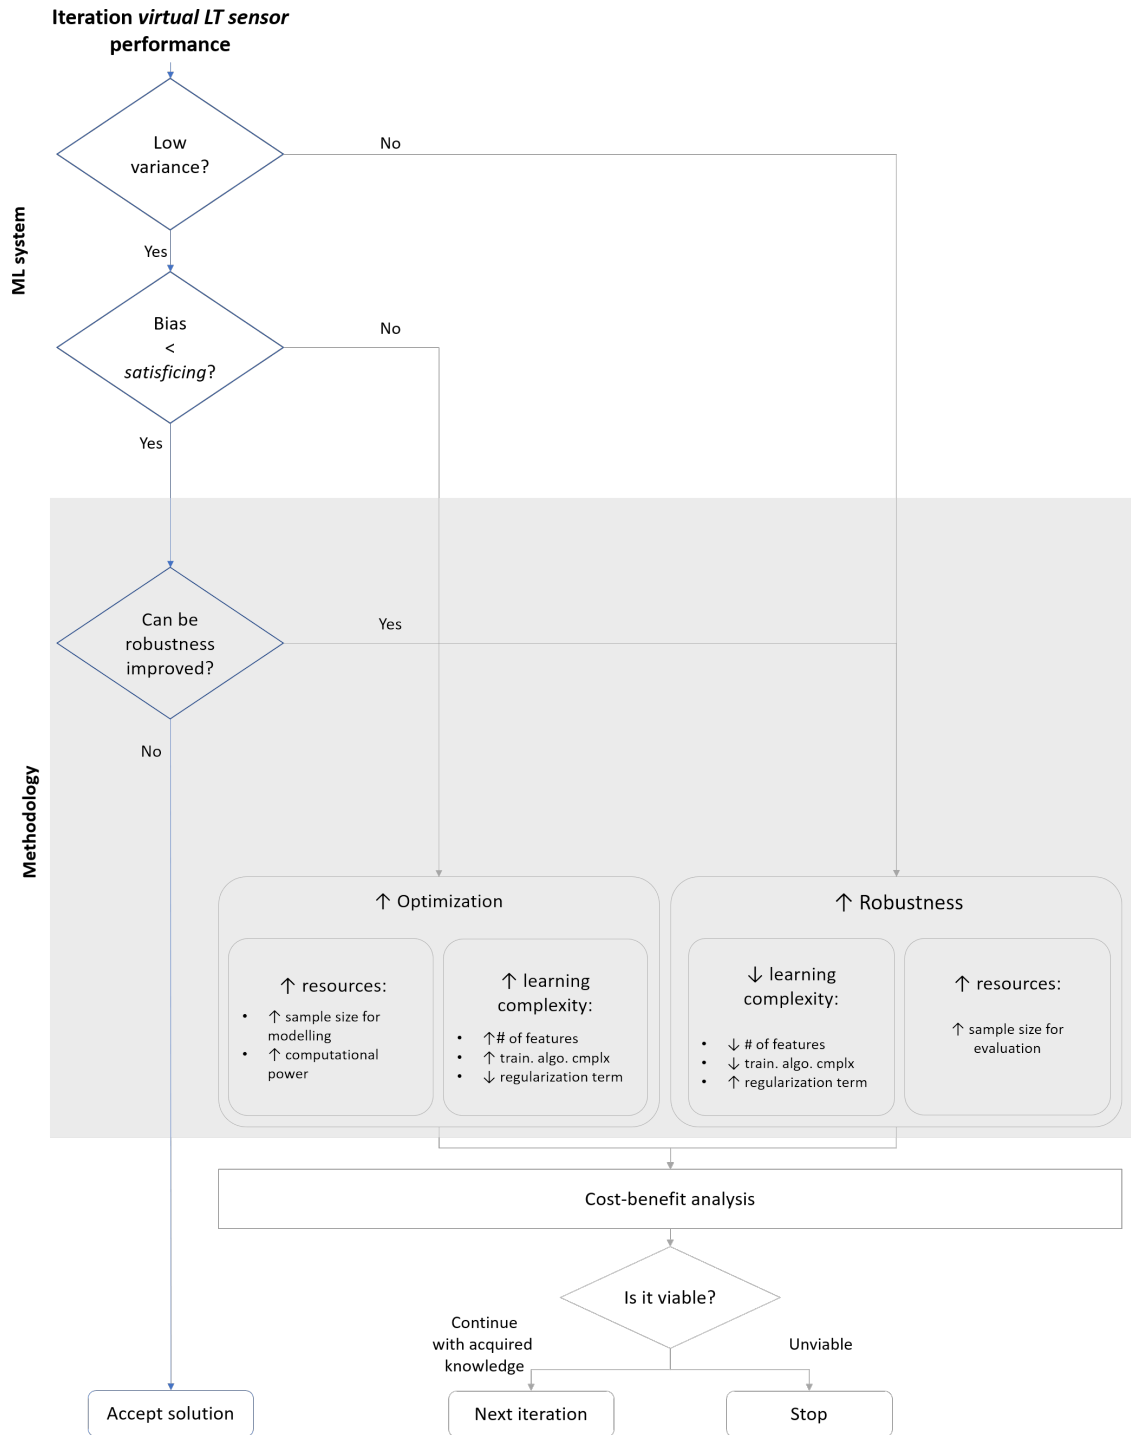 Iteration virtual LT sensor
performance
Low
variance?
No
Yes
ML system
Bias
<
satisficing?
No
Yes
Can be
robustness
improved?
Yes
No
Methodology
↑ Optimization
↑ resources:
• ↑ sample size for
modelling
• ↑ computational
power
↑ learning
complexity:
• ↑# of features
• ↑ train. algo. cmplx
• ↓ regularization term
↑ Robustness
↓ learning
complexity:
• ↓ # of features
• ↓ train. algo. cmplx
• ↑ regularization term
↑ resources:
↑ sample size for
evaluation
Cost-benefit analysis
Is it viable?
Continue
with acquired
knowledge
Unviable
Accept solution
Next iteration
Stop